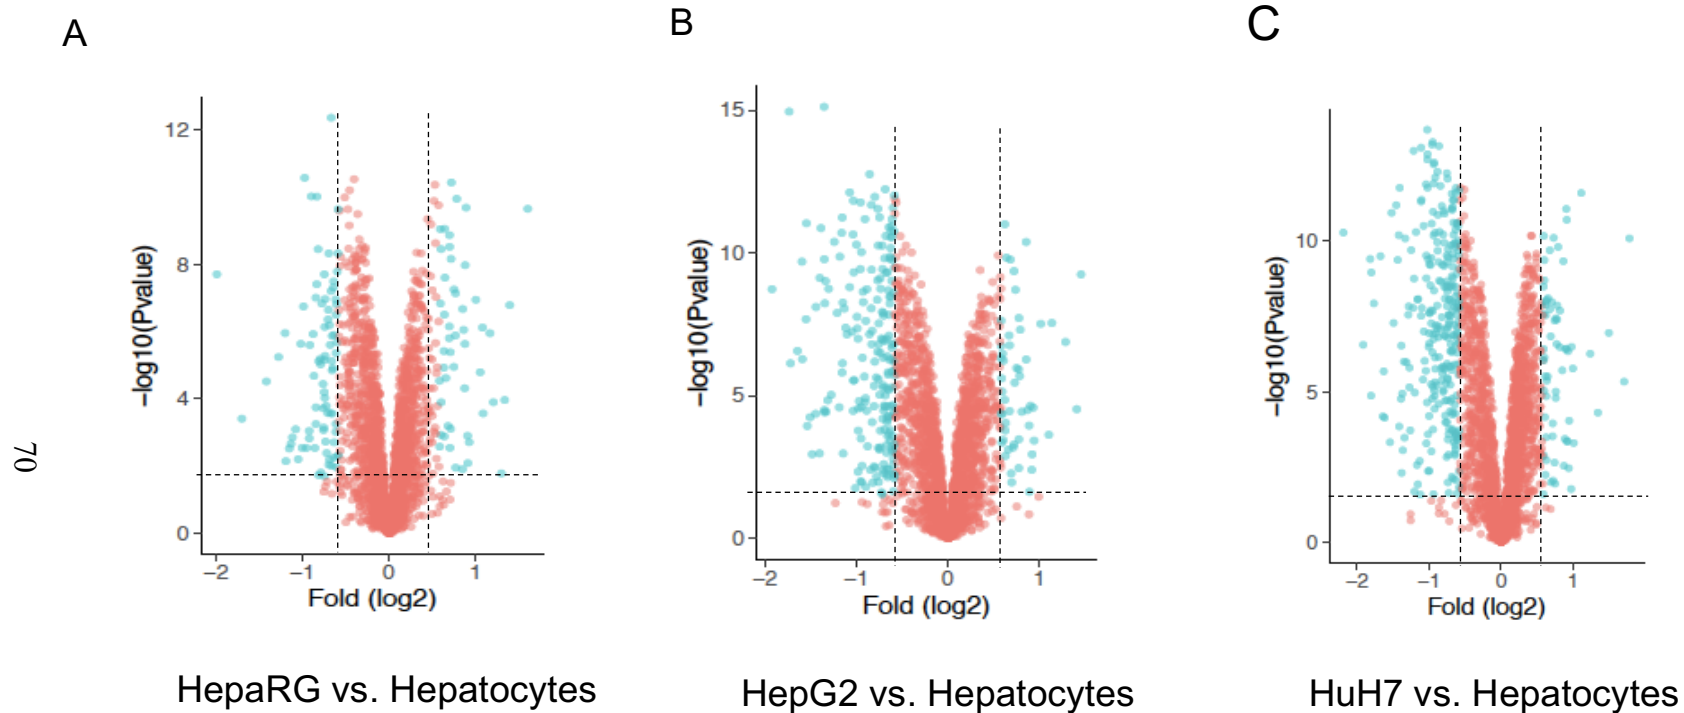 A
B
C
12
8
4
0
−log10(Pvalue)
−2
−1
0
1
Fold (log2)
15
10
5
0
−log10(Pvalue)
−2
−1
0
1
Fold (log2)
10
5
0
−log10(Pvalue)
−2
−1
0
1
Fold (log2)
HepaRG vs. Hepatocytes
HepG2 vs. Hepatocytes
HuH7 vs. Hepatocytes
70